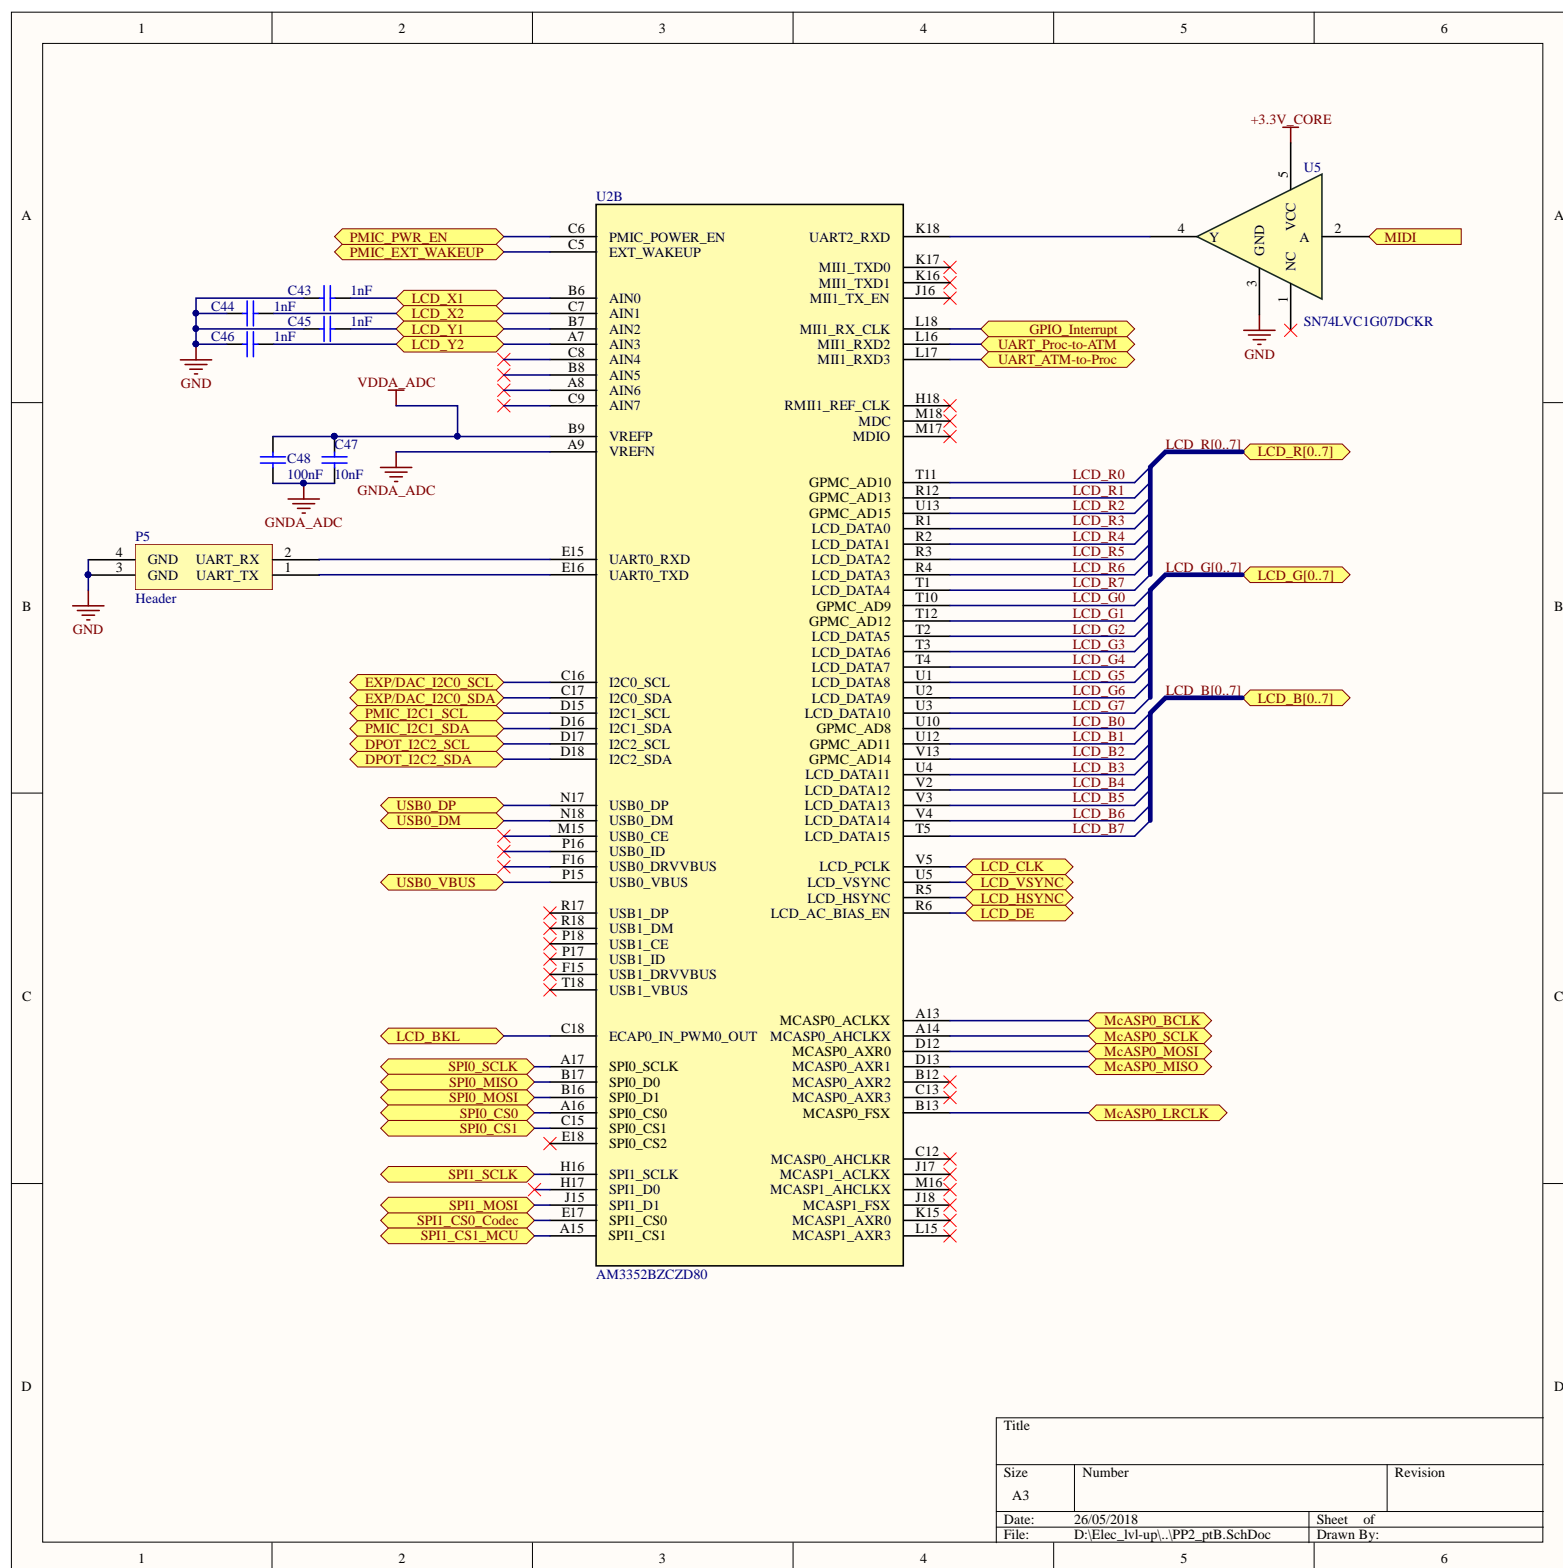 1 2 3 4 5 6
+3.3V_CORE
U5
5
VCC
A
A
U2B
PMIC_PWR_EN C6 PMIC_POWER_EN UART2_RXD K18 4 Y GND A 2 MIDI
PMIC_EXT_WAKEUP C5 EXT_WAKEUP
NC
MII1_TXD0 K17
MII1_TXD1 K16
3 1
C43 1nF LCD_X1 B6 AIN0 MII1_TX_EN J16
C44 1nF LCD_X2 C7 AIN1
SN74LVC1G07DCKR
C45 1nF LCD_Y1 B7 AIN2 MII1_RX_CLK L18 GPIO_Interrupt
C46 1nF LCD_Y2 A7 AIN3 MII1_RXD2 L16 UART_Proc-to-ATM
C8 AIN4 MII1_RXD3 L17 UART_ATM-to-Proc
GND
GND
B8 AIN5
VDDA_ADC A8 AIN6
C9 AIN7 RMII1_REF_CLK H18
MDC M18
B9 VREFP MDIO M17
C47
A9 VREFN LCD_R[0..7] LCD_R[0..7]
C48
100nF 10nF
GNDA_ADC
GPMC_AD10 T11 LCD_R0
GPMC_AD13 R12 LCD_R1
GPMC_AD15 U13 LCD_R2
GNDA_ADC
LCD_DATA0 R1 LCD_R3
P5
LCD_DATA1 R2 LCD_R4
4 GND UART_RX 2 E15 UART0_RXD LCD_DATA2 R3 LCD_R5
3 GND UART_TX 1 E16 UART0_TXD LCD_DATA3 R4 LCD_R6 LCD_G[0..7] LCD_G[0..7]
LCD_DATA4 T1 LCD_R7
Header
GPMC_AD9 T10 LCD_G0
B
B
GPMC_AD12 T12 LCD_G1
GND
LCD_DATA5 T2 LCD_G2
LCD_DATA6 T3 LCD_G3
LCD_DATA7 T4 LCD_G4
EXP/DAC_I2C0_SCL C16 I2C0_SCL LCD_DATA8 U1 LCD_G5
EXP/DAC_I2C0_SDA C17 I2C0_SDA LCD_DATA9 U2 LCD_G6 LCD_B[0..7] LCD_B[0..7]
PMIC_I2C1_SCL D15 I2C1_SCL LCD_DATA10 U3 LCD_G7
PMIC_I2C1_SDA D16 I2C1_SDA GPMC_AD8 U10 LCD_B0
DPOT_I2C2_SCL D17 I2C2_SCL GPMC_AD11 U12 LCD_B1
DPOT_I2C2_SDA D18 I2C2_SDA GPMC_AD14 V13 LCD_B2
LCD_DATA11 U4 LCD_B3
LCD_DATA12 V2 LCD_B4
USB0_DP N17 USB0_DP LCD_DATA13 V3 LCD_B5
USB0_DM N18 USB0_DM LCD_DATA14 V4 LCD_B6
M15 USB0_CE LCD_DATA15 T5 LCD_B7
P16 USB0_ID
F16 USB0_DRVVBUS LCD_PCLK V5 LCD_CLK
USB0_VBUS P15 USB0_VBUS LCD_VSYNC U5 LCD_VSYNC
LCD_HSYNC R5 LCD_HSYNC
R17 USB1_DP LCD_AC_BIAS_EN R6 LCD_DE
R18 USB1_DM
P18 USB1_CE
P17 USB1_ID
F15 USB1_DRVVBUS
T18 USB1_VBUS
C
C
MCASP0_ACLKX A13 McASP0_BCLK
LCD_BKL C18 ECAP0_IN_PWM0_OUT MCASP0_AHCLKX A14 McASP0_SCLK
MCASP0_AXR0 D12 McASP0_MOSI
SPI0_SCLK A17 SPI0_SCLK MCASP0_AXR1 D13 McASP0_MISO
SPI0_MISO B17 SPI0_D0 MCASP0_AXR2 B12
SPI0_MOSI B16 SPI0_D1 MCASP0_AXR3 C13
SPI0_CS0 A16 SPI0_CS0 MCASP0_FSX B13 McASP0_LRCLK
SPI0_CS1 C15 SPI0_CS1
E18 SPI0_CS2
MCASP0_AHCLKR C12
SPI1_SCLK H16 SPI1_SCLK MCASP1_ACLKX J17
H17 SPI1_D0 MCASP1_AHCLKX M16
SPI1_MOSI J15 SPI1_D1 MCASP1_FSX J18
SPI1_CS0_Codec E17 SPI1_CS0 MCASP1_AXR0 K15
SPI1_CS1_MCU A15 SPI1_CS1 MCASP1_AXR3 L15
AM3352BZCZD80
D
D
Title
Size Number Revision
A3
Date: 26/05/2018 Sheet of
File: D:\Elec_lvl-up\..\PP2_ptB.SchDoc Drawn By:
1 2 3 4 5 6